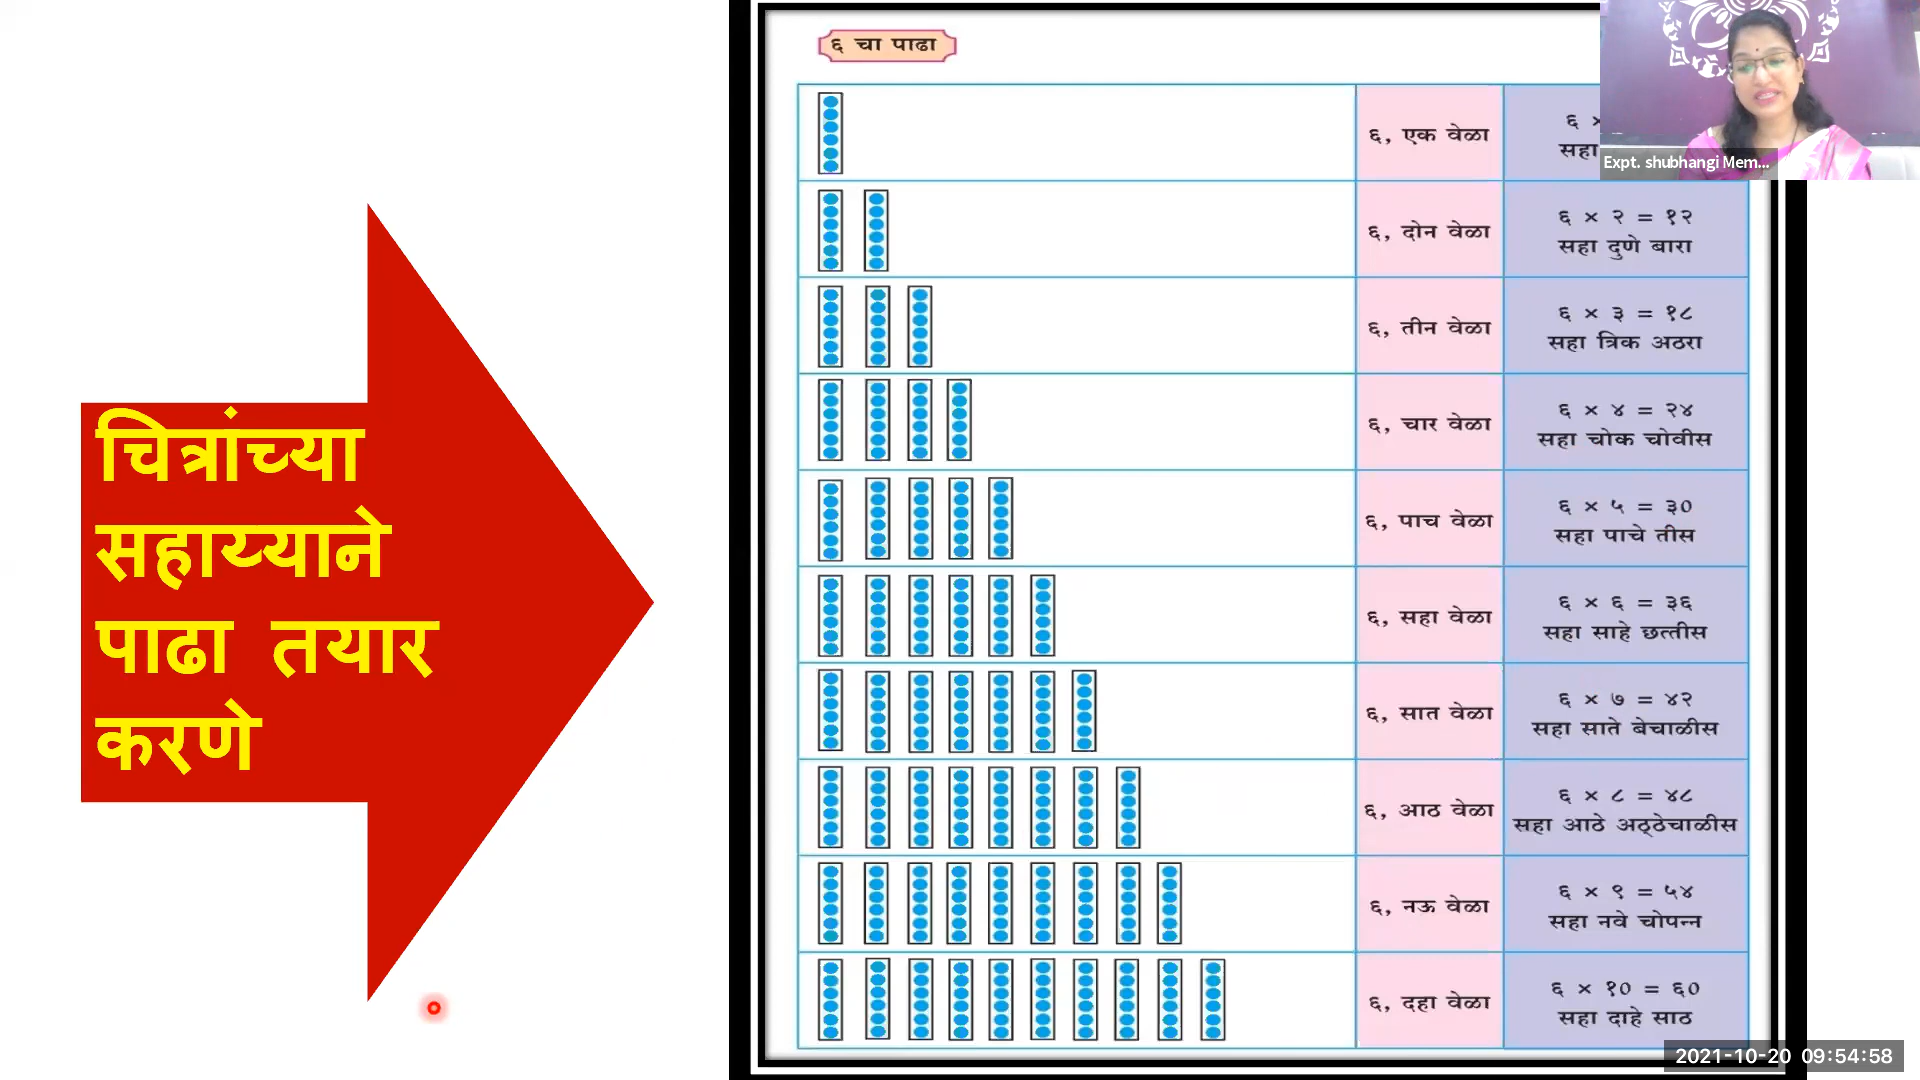 ६ चा पाढा
चित्रांच्या
सहाय्याने
पाढा तयार
करणे
६, एक वेळा
६ ×
सहा
६, दोन वेळा
६ × २ = १२
सहा दुणे बारा
६, तीन वेळा
६ × ३ = १८
सहा त्रिक अठरा
६, चार वेळा
६ × ४ = २४
सहा चोक चोवीस
६, पाच वेळा
६ × ५ = ३०
सहा पाचे तीस
६, सहा वेळा
६ × ६ = ३६
सहा साहे छत्तीस
६, सात वेळा
६ × ७ = ४२
सहा साते बेचाळीस
६, आठ वेळा
६ × ८ = ४८
सहा आठे अठ्ठेचाळीस
६, नऊ वेळा
६ × ९ = ५४
सहा नवे चोपन्न
६, दहा वेळा
६ × १० = ६०
सहा दाहे साठ
Expt. shubhangi Mem...
2021-10-20 09:54:58